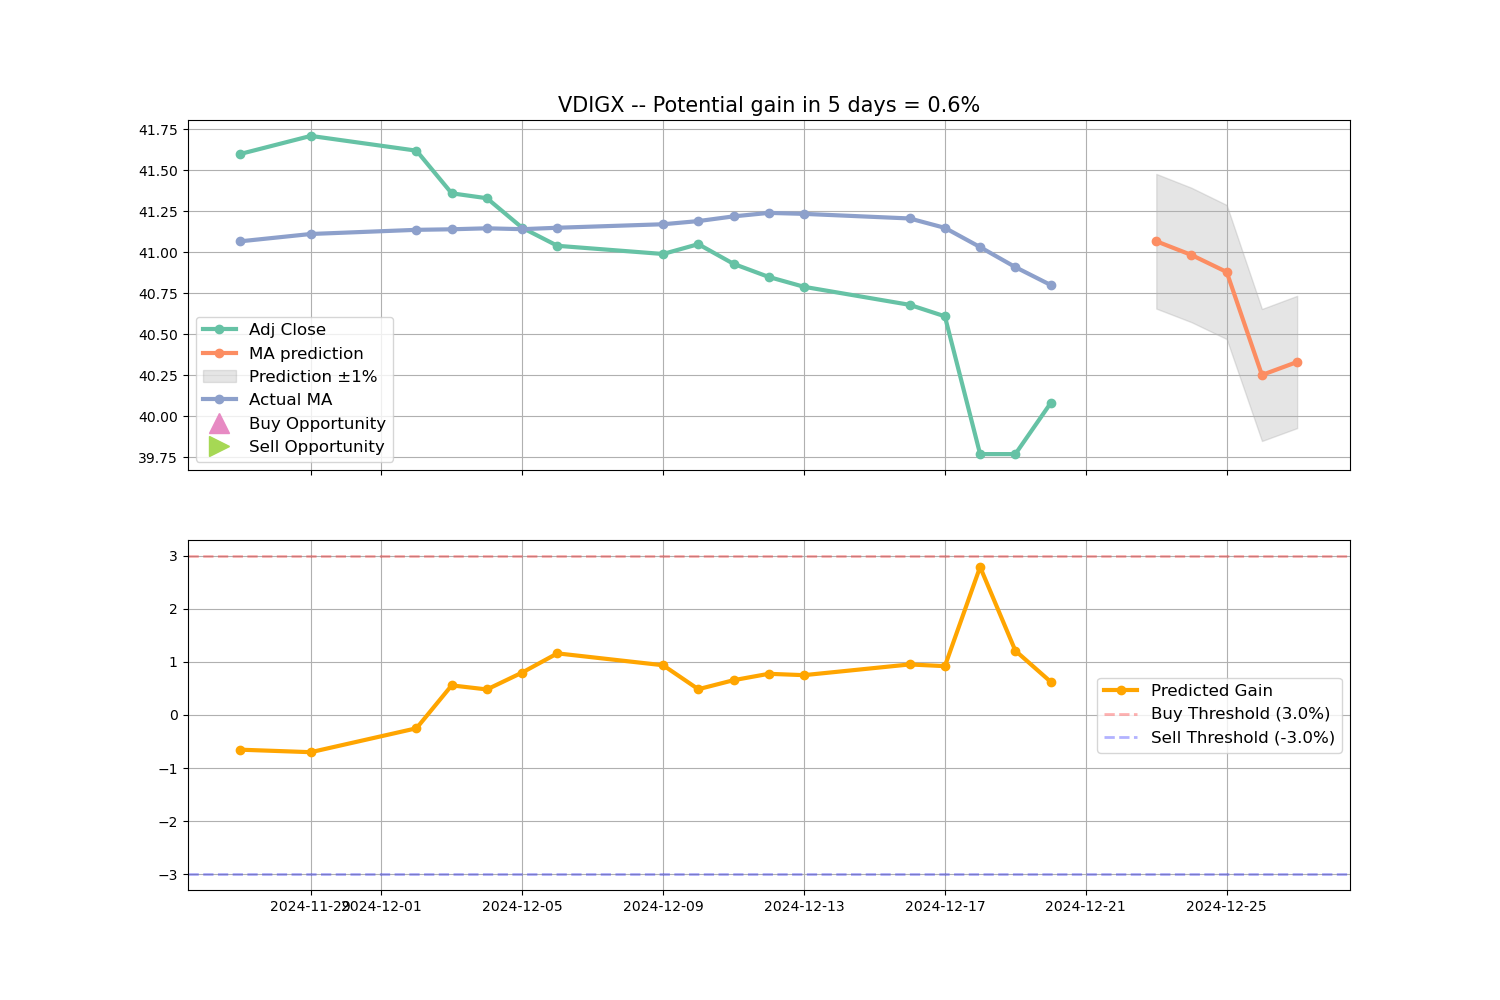 VDIGX -- Potential gain in 5 days = 0.6%
41.75
41.50
41.25
41.00
40.75
40.50
40.25
40.00
39.75
Adj Close
MA prediction
Prediction ±1%
Actual MA
Buy Opportunity
Sell Opportunity
3
2
1
0
−1
−2
−3
Predicted Gain
Buy Threshold (3.0%)
Sell Threshold (-3.0%)
2024-11-29 2024-12-01 2024-12-05 2024-12-09 2024-12-13 2024-12-17 2024-12-21 2024-12-25